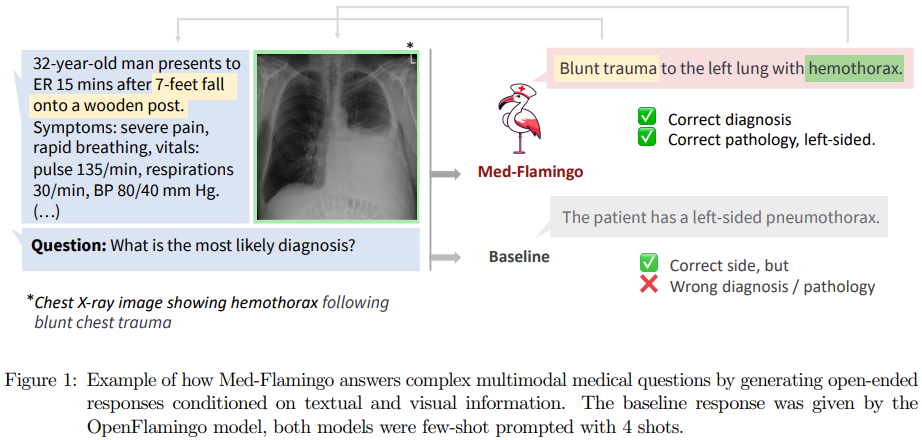 32-year-old man presents to
ER 15 mins after 7-feet fall
onto a wooden post.
Symptoms: severe pain,
rapid breathing, vitals:
pulse 135/min, respirations
30/min, BP 80/40 mm Hg.
(...)
Question: What is the most likely diagnosis?
*
L
*Chest X-ray image showing hemothorax following
blunt chest trauma
Med-Flamingo
Blunt trauma to the left lung with hemothorax.
Correct diagnosis
Correct pathology, left-sided.
Baseline
The patient has a left-sided pneumothorax.
Correct side, but
Wrong diagnosis / pathology
Figure 1: Example of how Med-Flamingo answers complex multimodal medical questions by generating open-ended
responses conditioned on textual and visual information. The baseline response was given by the
OpenFlamingo model, both models were few-shot prompted with 4 shots.